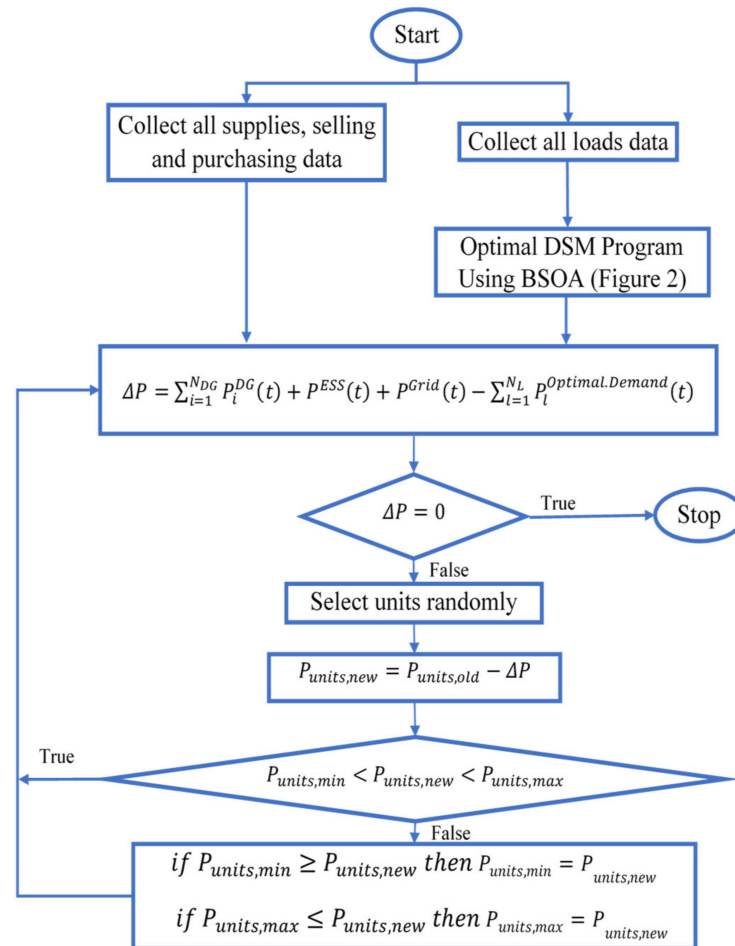 Start
Collect all supplies, selling
and purchasing data
Collect all loads data
Optimal DSM Program
Using BSOA (Figure 2)
ΔP = ∑_{i=1}^{N_{DG}} P_i^{DG}(t) + P^{ESS}(t) + P^{Grid}(t) − ∑_{l=1}^{N_L} P_l^{Optimal.Demand}(t)
ΔP = 0
True
Stop
False
Select units randomly
P_{units,new} = P_{units,old} − ΔP
True
P_{units,min} < P_{units,new} < P_{units,max}
False
if P_{units,min} ≥ P_{units,new} then P_{units,min} = P_{units,new}
if P_{units,max} ≤ P_{units,new} then P_{units,max} = P_{units,new}